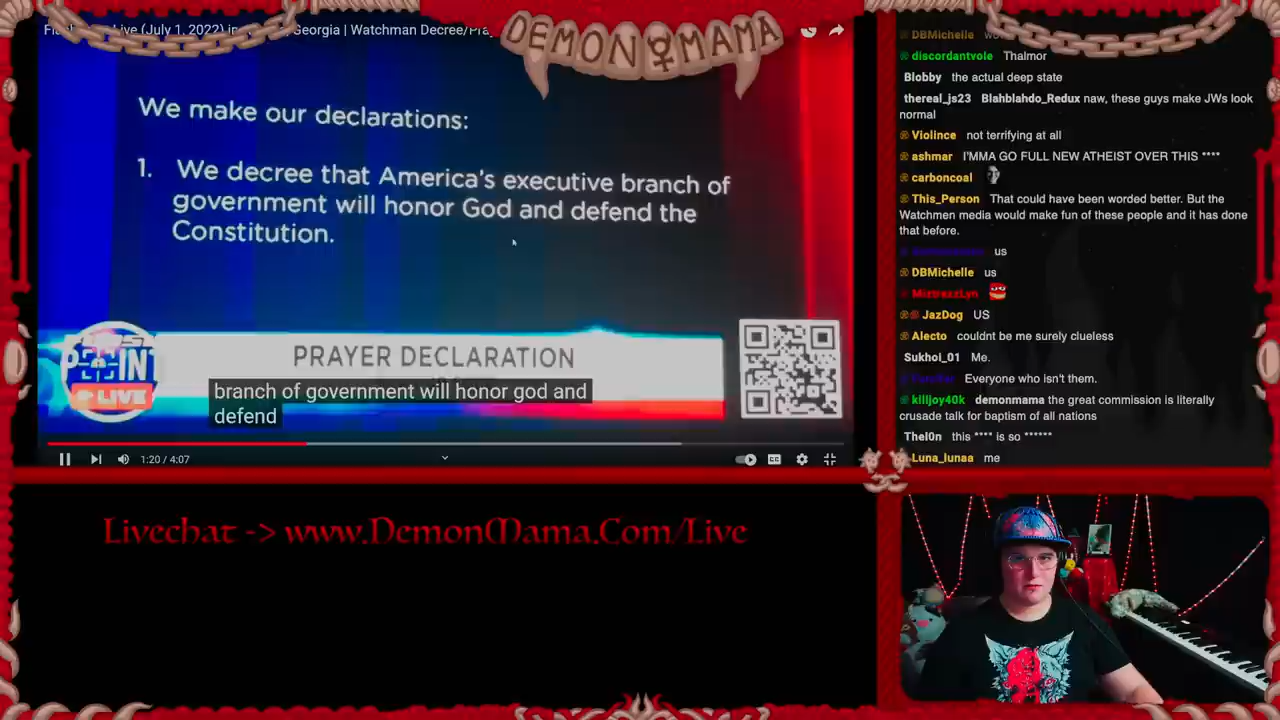 Live (July 1, 2022) in
Georgia | Watchman Decree/Pray
DEMON MAMA
We make our declarations:
1. We decree that America's executive branch of
government will honor God and defend the
Constitution.
PRAYER DECLARATION
branch of government will honor god and
defend
P INT
LIVE
1:20 / 4:07
Livechat -> www.DemonMama.Com/Live
DBMichelle
discordantvole Thalmor
Blobby the actual deep state
thereal_js23 Blahblahdo_Redux naw, these guys make JWs look
normal
Violince not terrifying at all
ashmar I'MMA GO FULL NEW ATHEIST OVER THIS ****
carboncoal
This_Person That could have been worded better. But the
Watchmen media would make fun of these people and it has done
that before.
us
DBMichelle us
MistrezzLyn
JazDog US
Alecto couldnt be me surely clueless
Sukhoi_01 Me.
Everyone who isn't them.
killjoy40k demonmama the great commission is literally
crusade talk for baptism of all nations
Thel0n this **** is so ******
Luna_lunaa me